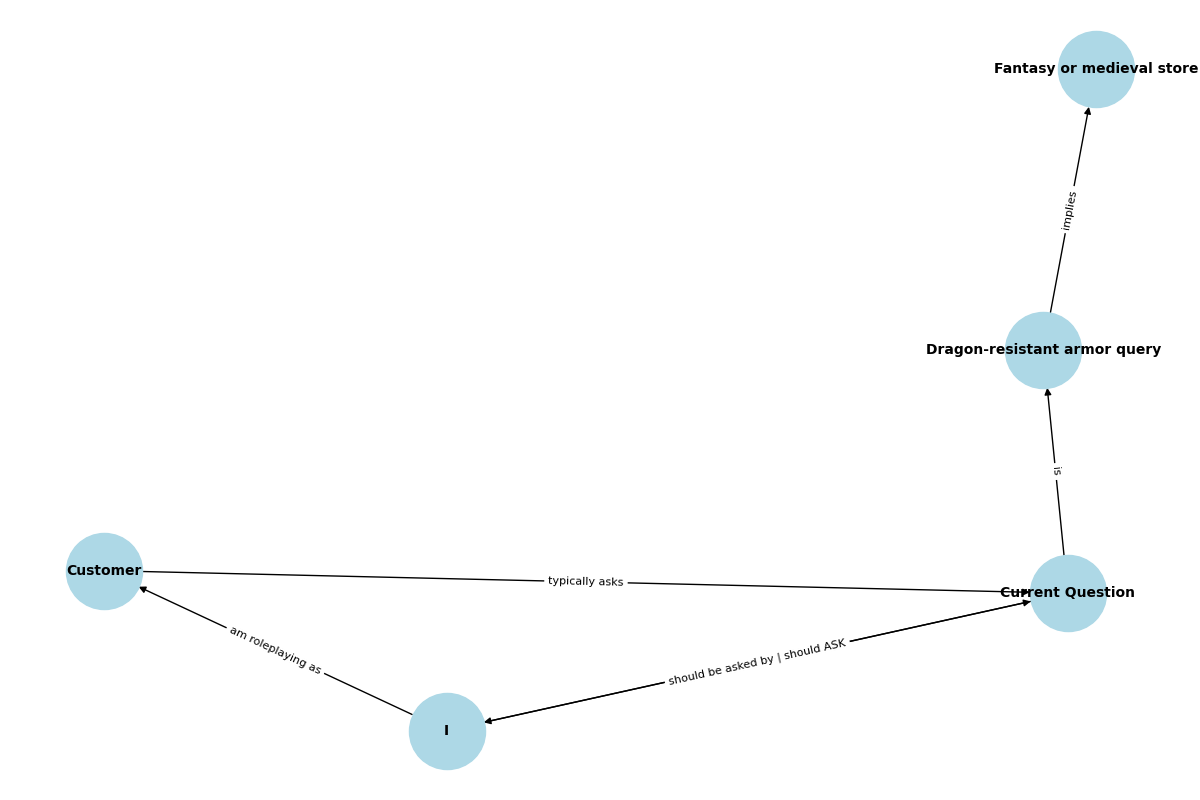 Fantasy or medieval store
implies
Dragon-resistant armor query
is
Customer
typically asks
Current Question
am roleplaying as
should be asked by | should ASK
I